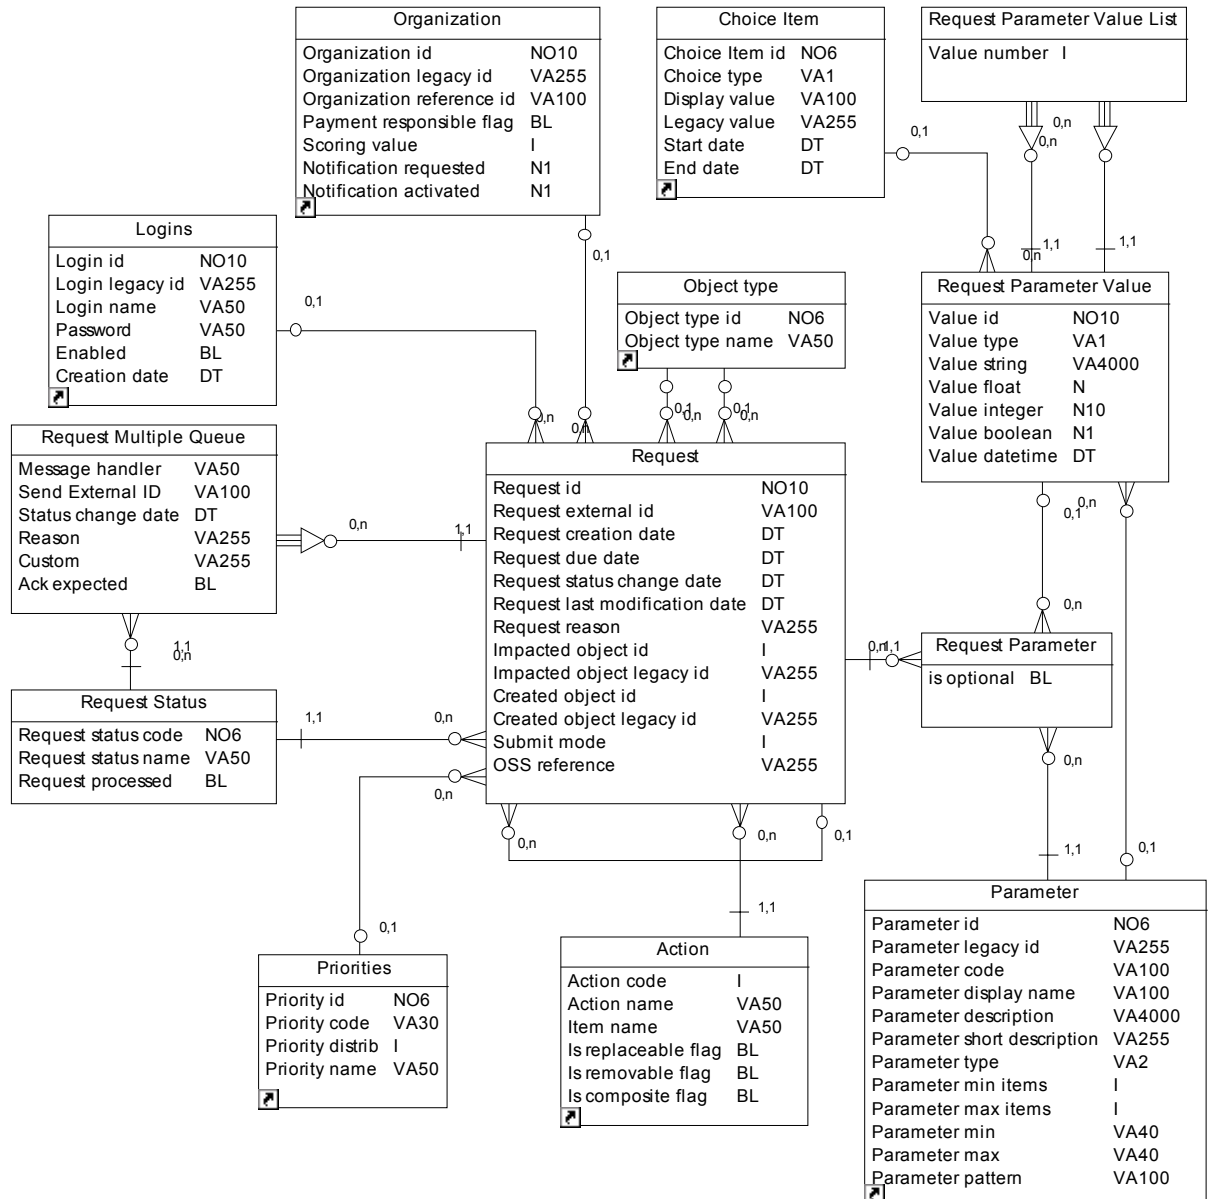 Organization
Organization id NO10
Organization legacy id VA255
Organization reference id VA100
Payment responsible flag BL
Scoring value I
Notification requested N1
Notification activated N1
0,1
Choice Item
Choice Item id NO6
Choice type VA1
Display value VA100
Legacy value VA255
Start date DT
End date DT
0,1
0,n
Request Parameter Value List
Value number I
0,n
0,n
1,1
1,1
Logins
Login id NO10
Login legacy id VA255
Login name VA50
Password VA50
Enabled BL
Creation date DT
0,1
0,n
0,n
Object type
Object type id NO6
Object type name VA50
0,1
0,n
0,1
0,n
Request Parameter Value
Value id NO10
Value type VA1
Value string VA4000
Value float N
Value integer N10
Value boolean N1
Value datetime DT
0,1
0,n
0,n
Request Multiple Queue
Message handler VA50
Send External ID VA100
Status change date DT
Reason VA255
Custom VA255
Ack expected BL
0,n
1,1
1,1
0,n
Request
Request id NO10
Request external id VA100
Request creation date DT
Request due date DT
Request status change date DT
Request last modification date DT
Request reason VA255
Impacted object id I
Impacted object legacy id VA255
Created object id I
Created object legacy id VA255
Submit mode I
OSS reference VA255
0,n
1,1
Request Parameter
is optional BL
0,n
1,1
0,1
Request Status
Request status code NO6
Request status name VA50
Request processed BL
1,1
0,n
0,n
0,1
0,n
0,n
0,1
1,1
Priorities
Priority id NO6
Priority code VA30
Priority distrib I
Priority name VA50
Action
Action code I
Action name VA50
Item name VA50
Is replaceable flag BL
Is removable flag BL
Is composite flag BL
Parameter
Parameter id NO6
Parameter legacy id VA255
Parameter code VA100
Parameter display name VA100
Parameter description VA4000
Parameter short description VA255
Parameter type VA2
Parameter min items I
Parameter max items I
Parameter min VA40
Parameter max VA40
Parameter pattern VA100